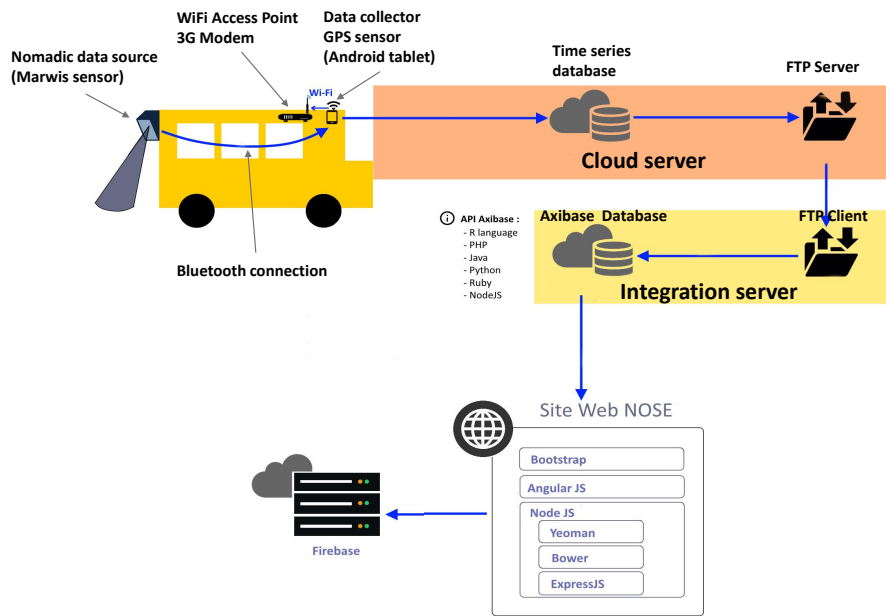 WiFi Access Point
3G Modem
Data collector
GPS sensor
(Android tablet)
Nomadic data source
(Marwis sensor)
Wi-Fi
Time series
database
FTP Server
Cloud server
Bluetooth connection
API Axibase :
- R language
- PHP
- Java
- Python
- Ruby
- NodeJS
Axibase Database
FTP Client
Integration server
Site Web NOSE
Bootstrap
Angular JS
Node JS
Yeoman
Bower
ExpressJS
Firebase